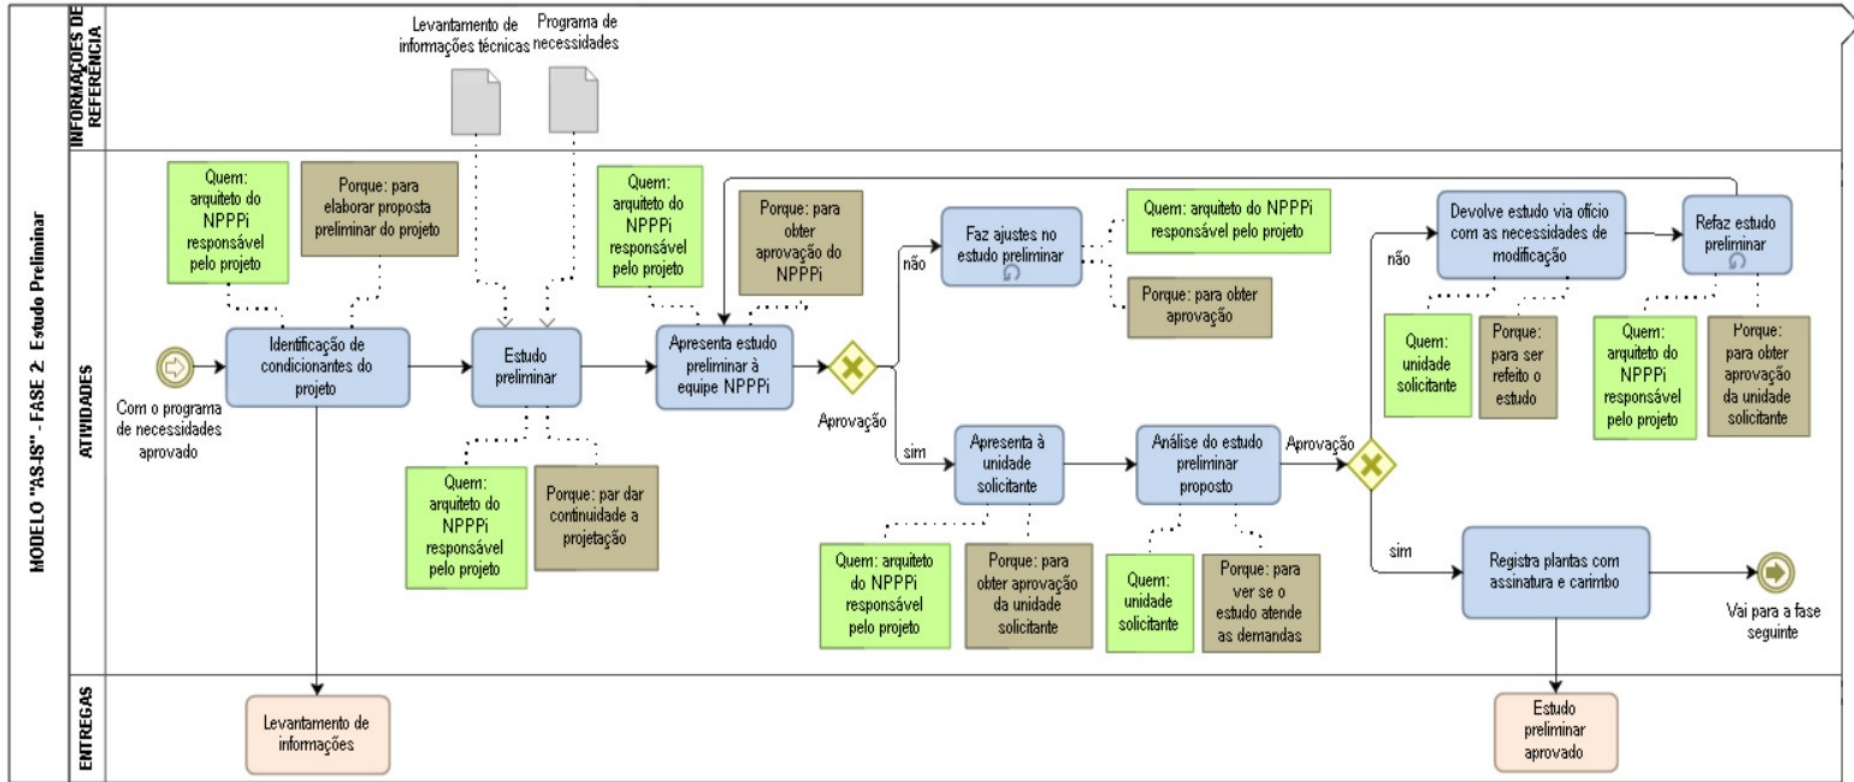 MODELO "AS-IS" - FASE 2: Estudo Preliminar
INFORMAÇÕES DE
REFERÊNCIA
Levantamento de
informações técnicas
Programa de
necessidades
ATIVIDADES
Quem:
arquiteto do
NPPPi
responsável
pelo projeto
Porque: para
elaborar proposta
preliminar do projeto
Com o programa
de necessidades
aprovado
Identificação de
condicionantes do
projeto
Estudo
preliminar
Quem:
arquiteto do
NPPPi
responsável
pelo projeto
Porque: par dar
continuidade a
projetação
Quem:
arquiteto do
NPPPi
responsável
pelo projeto
Porque: para
obter
aprovação do
NPPPi
Apresenta estudo
preliminar à
equipe NPPPi
Aprovação
não
Faz ajustes no
estudo preliminar
Quem: arquiteto do NPPPi
responsável pelo projeto
Porque: para obter
aprovação
sim
Apresenta à
unidade
solicitante
Quem: arquiteto
do NPPPi
responsável
pelo projeto
Porque: para
obter aprovação
da unidade
solicitante
Análise do estudo
preliminar
proposto
Quem:
unidade
solicitante
Porque: para
ver se o
estudo atende
as demandas
Aprovação
não
Devolve estudo via ofício
com as necessidades de
modificação
Quem:
unidade
solicitante
Porque:
para ser
refeito o
estudo
Refaz estudo
preliminar
Quem:
arquiteto do
NPPPi
responsável
pelo projeto
Porque:
para obter
aprovação
da unidade
solicitante
sim
Registra plantas com
assinatura e carimbo
Vai para a fase
seguinte
ENTREGAS
Levantamento de
informações
Estudo
preliminar
aprovado